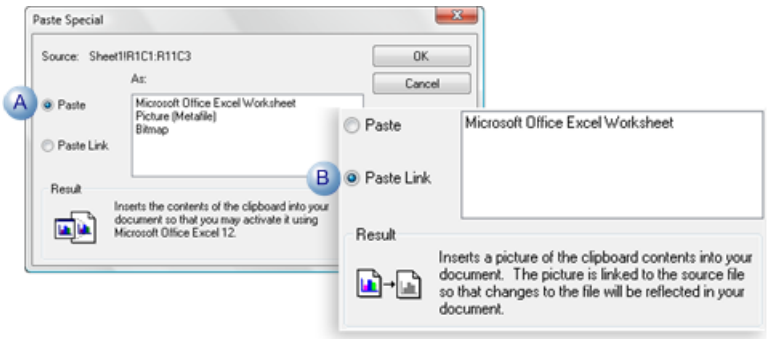 Paste Special
Source: Sheet1!R1C1:R11C3
OK
As:
Cancel
A
Paste
Microsoft Office Excel Worksheet
Picture (Metafile)
Bitmap
Paste Link
Result
Inserts the contents of the clipboard into your
document so that you may activate it using
Microsoft Office Excel 12.
Paste
Microsoft Office Excel Worksheet
B
Paste Link
Result
Inserts a picture of the clipboard contents into your
document. The picture is linked to the source file
so that changes to the file will be reflected in your
document.